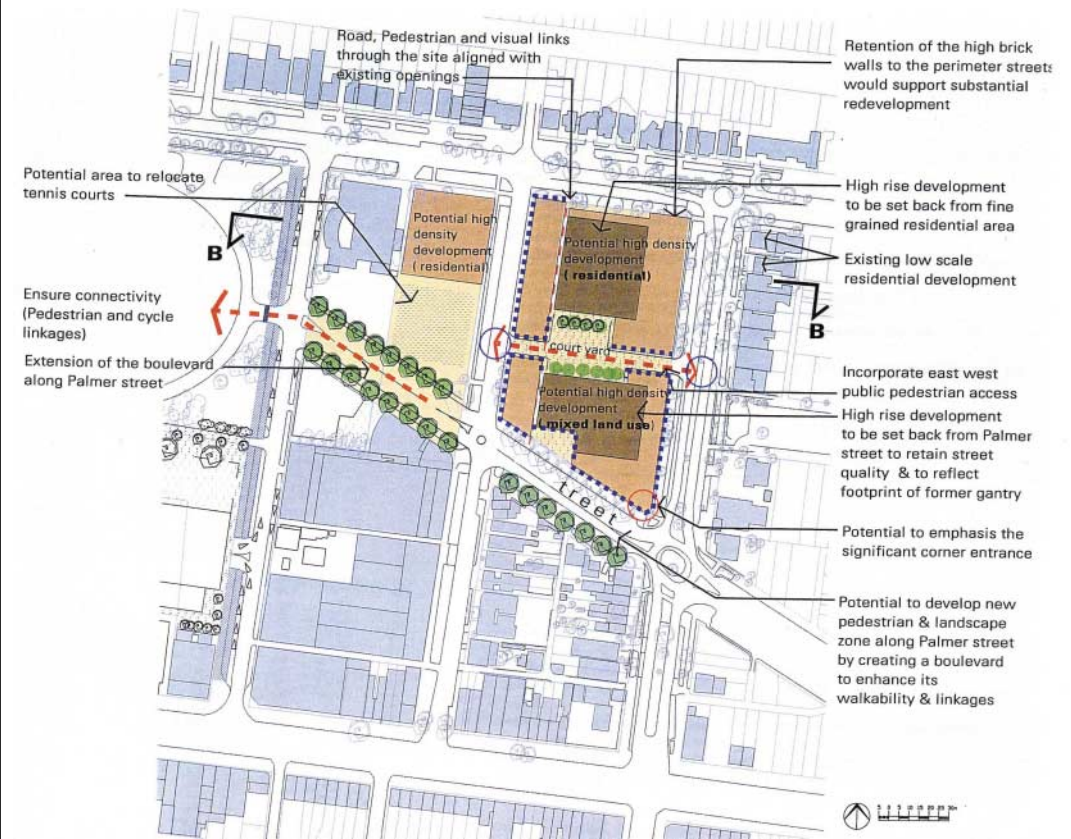 Road, Pedestrian and visual links
through the site aligned with
existing openings
Retention of the high brick
walls to the perimeter streets
would support substantial
redevelopment
Potential area to relocate
tennis courts
High rise development
to be set back from fine
grained residential area
Potential high
density
development
(residential)
Potential high density
development
(residential)
Existing low scale
residential development
B
B
Ensure connectivity
(Pedestrian and cycle
linkages)
court yard
Extension of the boulevard
along Palmer street
Incorporate east west
public pedestrian access
Potential high density
development
(mixed land use)
High rise development
to be set back from Palmer
street to retain street
quality & to reflect
footprint of former gantry
treet
Potential to emphasis the
significant corner entrance
Potential to develop new
pedestrian & landscape
zone along Palmer street
by creating a boulevard
to enhance its
walkability & linkages